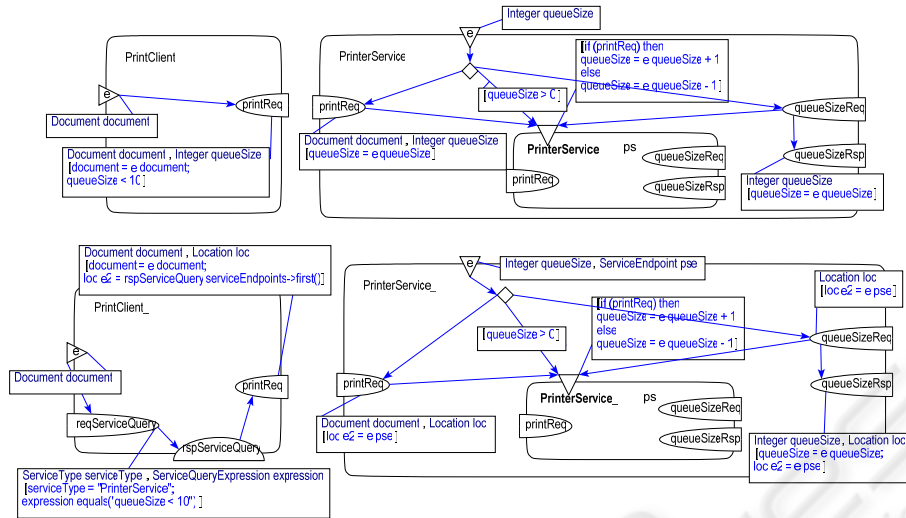 Integer queueSize
e
PrintClient
PrinterService
[if (printReq) then
queueSize = e queueSize + 1
else
queueSize = e queueSize - 1]
e
printReq
printReq
[queueSize > 0]
queueSizeReq
Document document
Document document , Integer queueSize
[document = e document;
queueSize < 10]
Document document , Integer queueSize
[queueSize = e queueSize]
PrinterService
ps
queueSizeReq
printReq
queueSizeRsp
queueSizeRsp
Integer queueSize
[queueSize = e queueSize]
Document document , Location loc
[document = e document;
loc e2 = rspServiceQuery serviceEndpoints->first()]
PrintClient_
e
Document document
printReq
reqServiceQuery
rspServiceQuery
ServiceType serviceType , ServiceQueryExpression expression
[serviceType = "PrinterService";
expression equals("queueSize < 10") ]
e
Integer queueSize, ServiceEndpoint pse
PrinterService_
[if (printReq) then
queueSize = e queueSize + 1
else
queueSize = e queueSize - 1]
Location loc
[loc e2 = e pse]
[queueSize > 0]
queueSizeReq
printReq
PrinterService_
ps
queueSizeReq
printReq
queueSizeRsp
queueSizeRsp
Document document , Location loc
[loc e2 = e pse]
Integer queueSize, Location loc
[queueSize = e queueSize;
loc e2 = e pse]